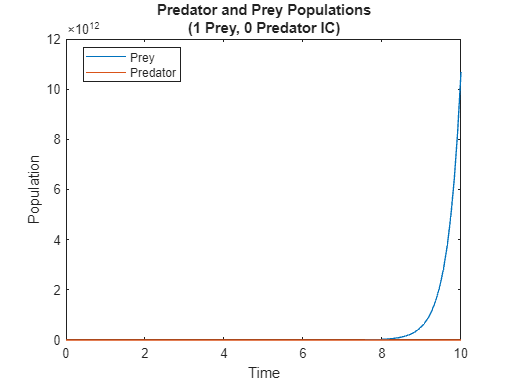 Predator and Prey Populations
(1 Prey, 0 Predator IC)
×10¹²
12
10
8
6
4
2
0
Population
Prey
Predator
0 2 4 6 8 10
Time